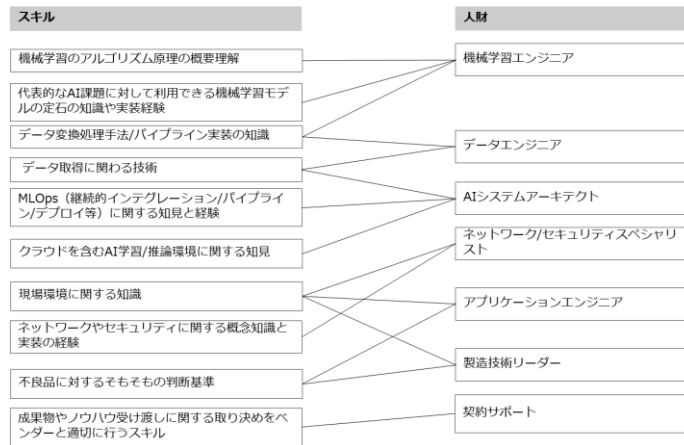 スキル
機械学習のアルゴリズム原理の概要理解
代表的なAI課題に対して利用できる機械学習モデ
ルの定石の知識や実装経験
データ変換処理手法/パイプライン実装の知識
データ取得に関わる技術
MLOps（継続的インテグレーション/パイプライ
ン/デプロイ等）に関する知見と経験
クラウドを含むAI学習/推論環境に関する知見
現場環境に関する知識
ネットワークやセキュリティに関する概念知識と
実装の経験
不良品に対するそもそもの判断基準
成果物やノウハウ受け渡しに関する取り決めをベ
ンダーと適切に行うスキル
人財
機械学習エンジニア
データエンジニア
AIシステムアーキテクト
ネットワーク/セキュリティスペシャリ
スト
アプリケーションエンジニア
製造技術リーダー
契約サポート